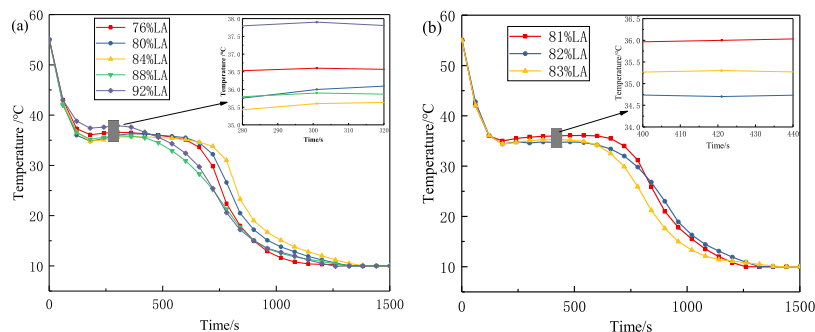 (a)
76%LA
80%LA
84%LA
88%LA
92%LA
Temperature /℃
60
50
40
30
20
10
0
500
1000
1500
Time/s
Temperature/℃
38.0
37.5
37.0
36.5
36.0
35.5
35.0
280
290
300
310
320
Time/s
(b)
81%LA
82%LA
83%LA
Temperature /℃
60
50
40
30
20
10
0
500
1000
1500
Time/s
Temperature/℃
36.5
36.0
35.5
35.0
34.5
34.0
400
410
420
430
440
Time/s